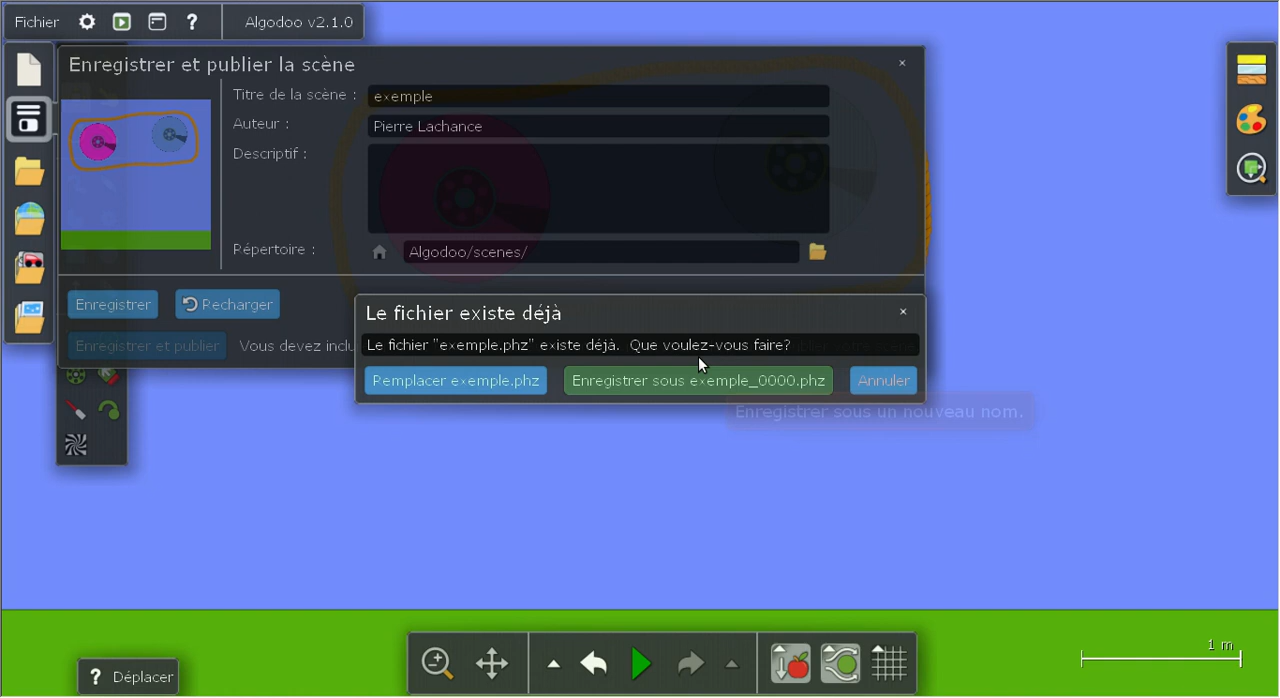 Fichier
Algodoo v2.1.0
Enregistrer et publier la scène
Titre de la scène :
exemple
Auteur :
Pierre Lachance
Descriptif :
Répertoire :
Algodoo/scenes/
Enregistrer
Recharger
Enregistrer et publier
Vous devez inclu
Le fichier existe déjà
Le fichier "exemple.phz" existe déjà. Que voulez-vous faire?
Remplacer exemple.phz
Enregistrer sous exemple_0000.phz
Annuler
Enregistrer sous un nouveau nom.
? Déplacer
1 m